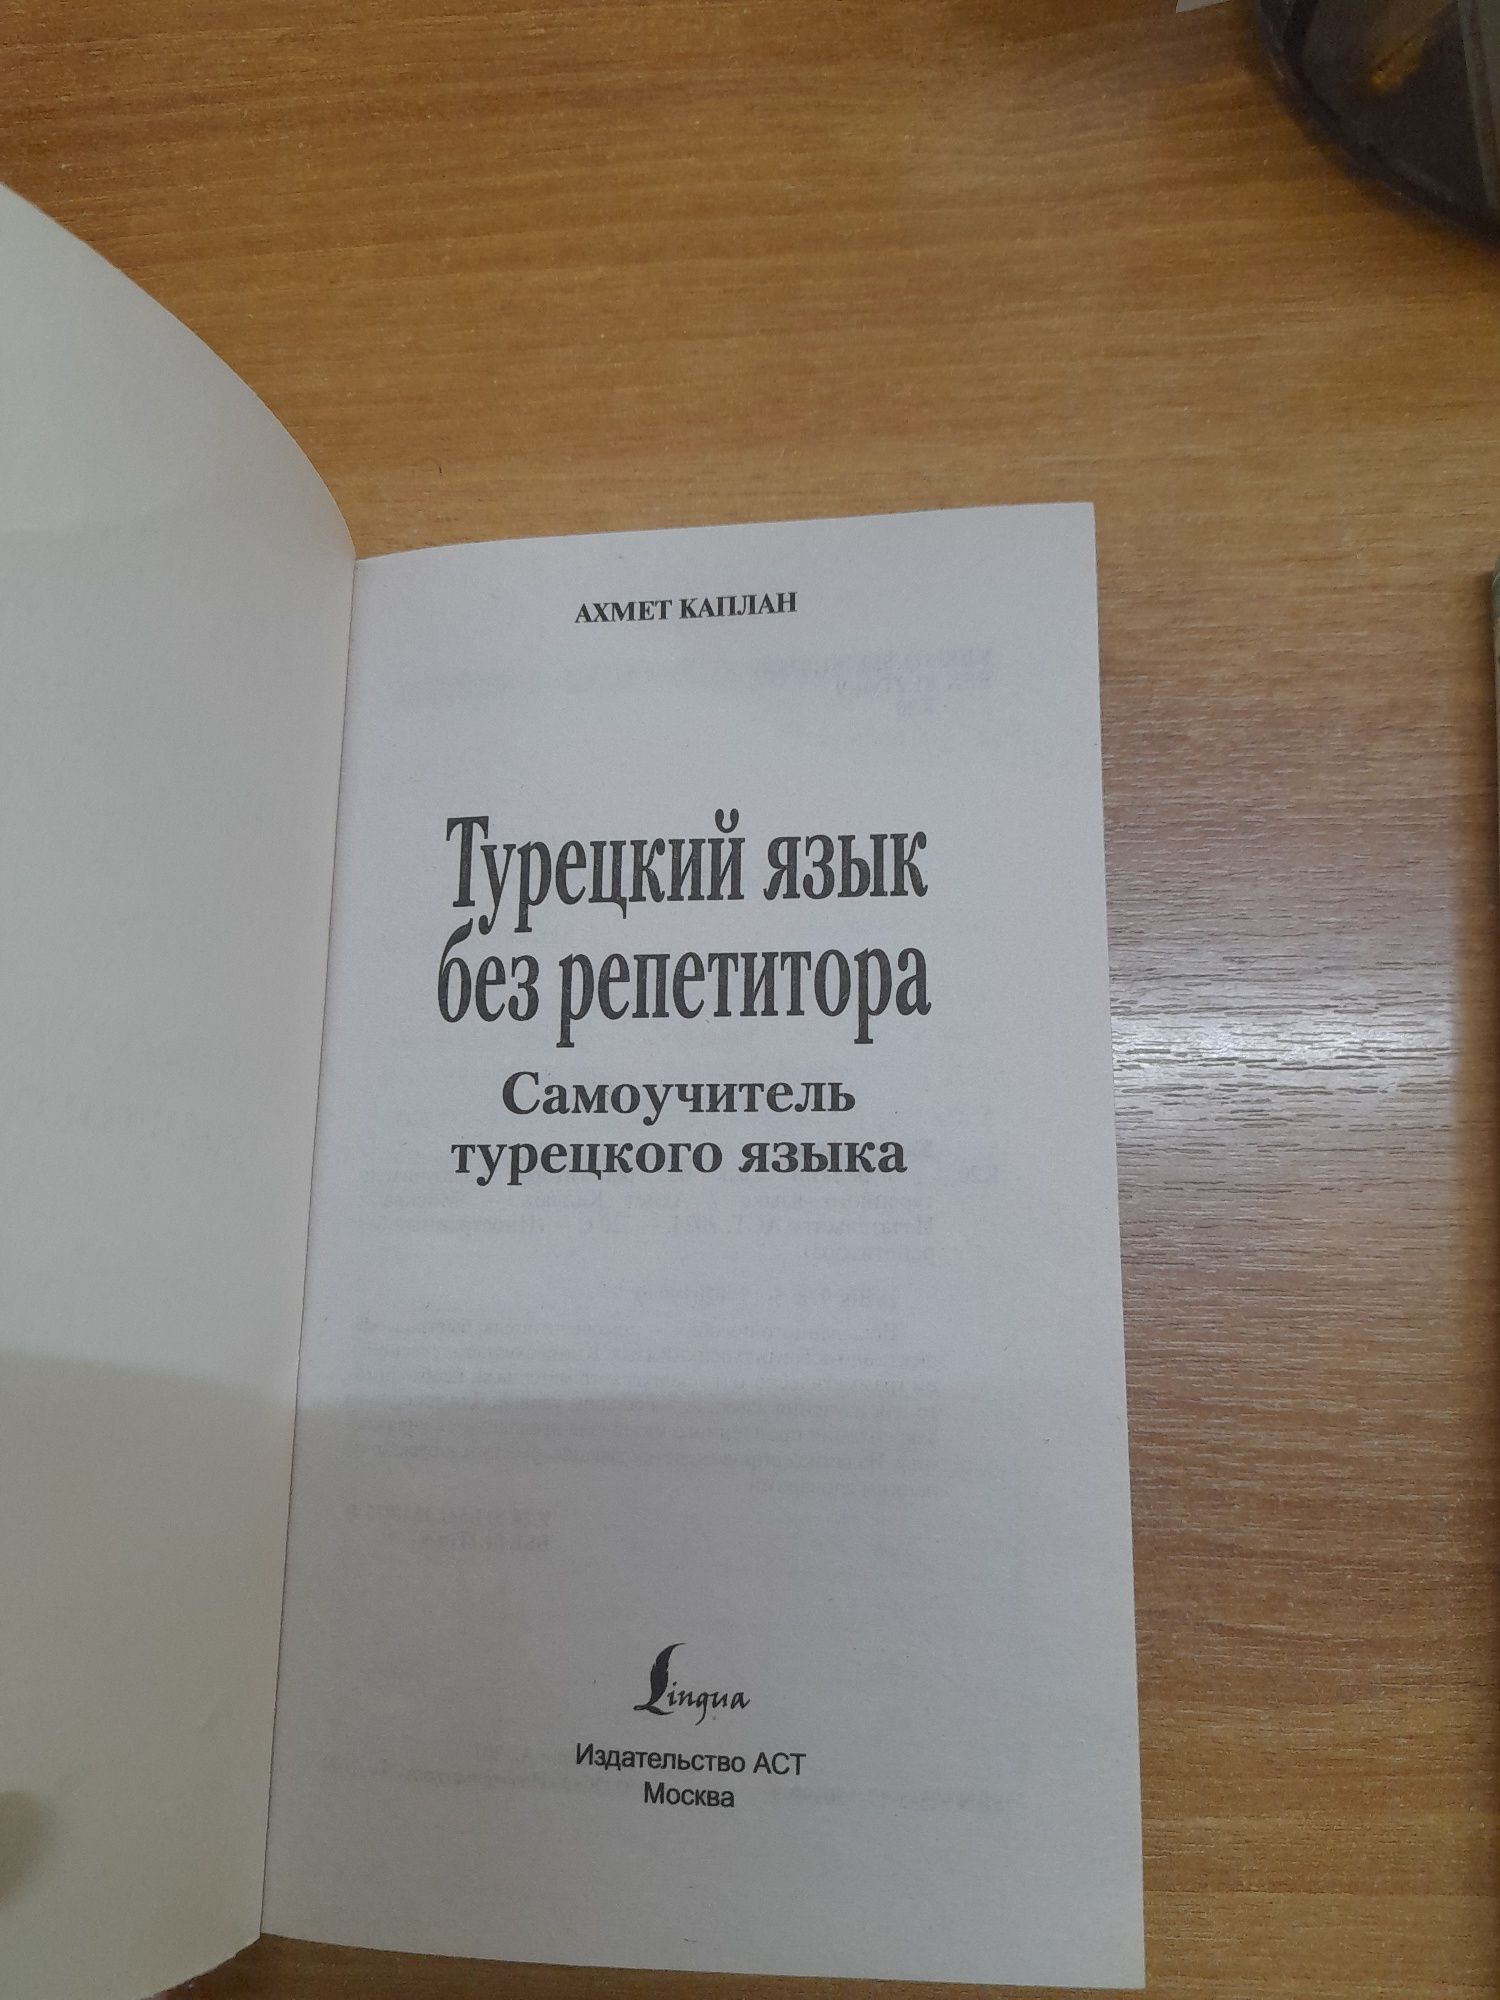 АХМЕТ КАПЛАН
Турецкий язык
без репетитора
Самоучитель
турецкого языка
Lingua
Издательство АСТ
Москва